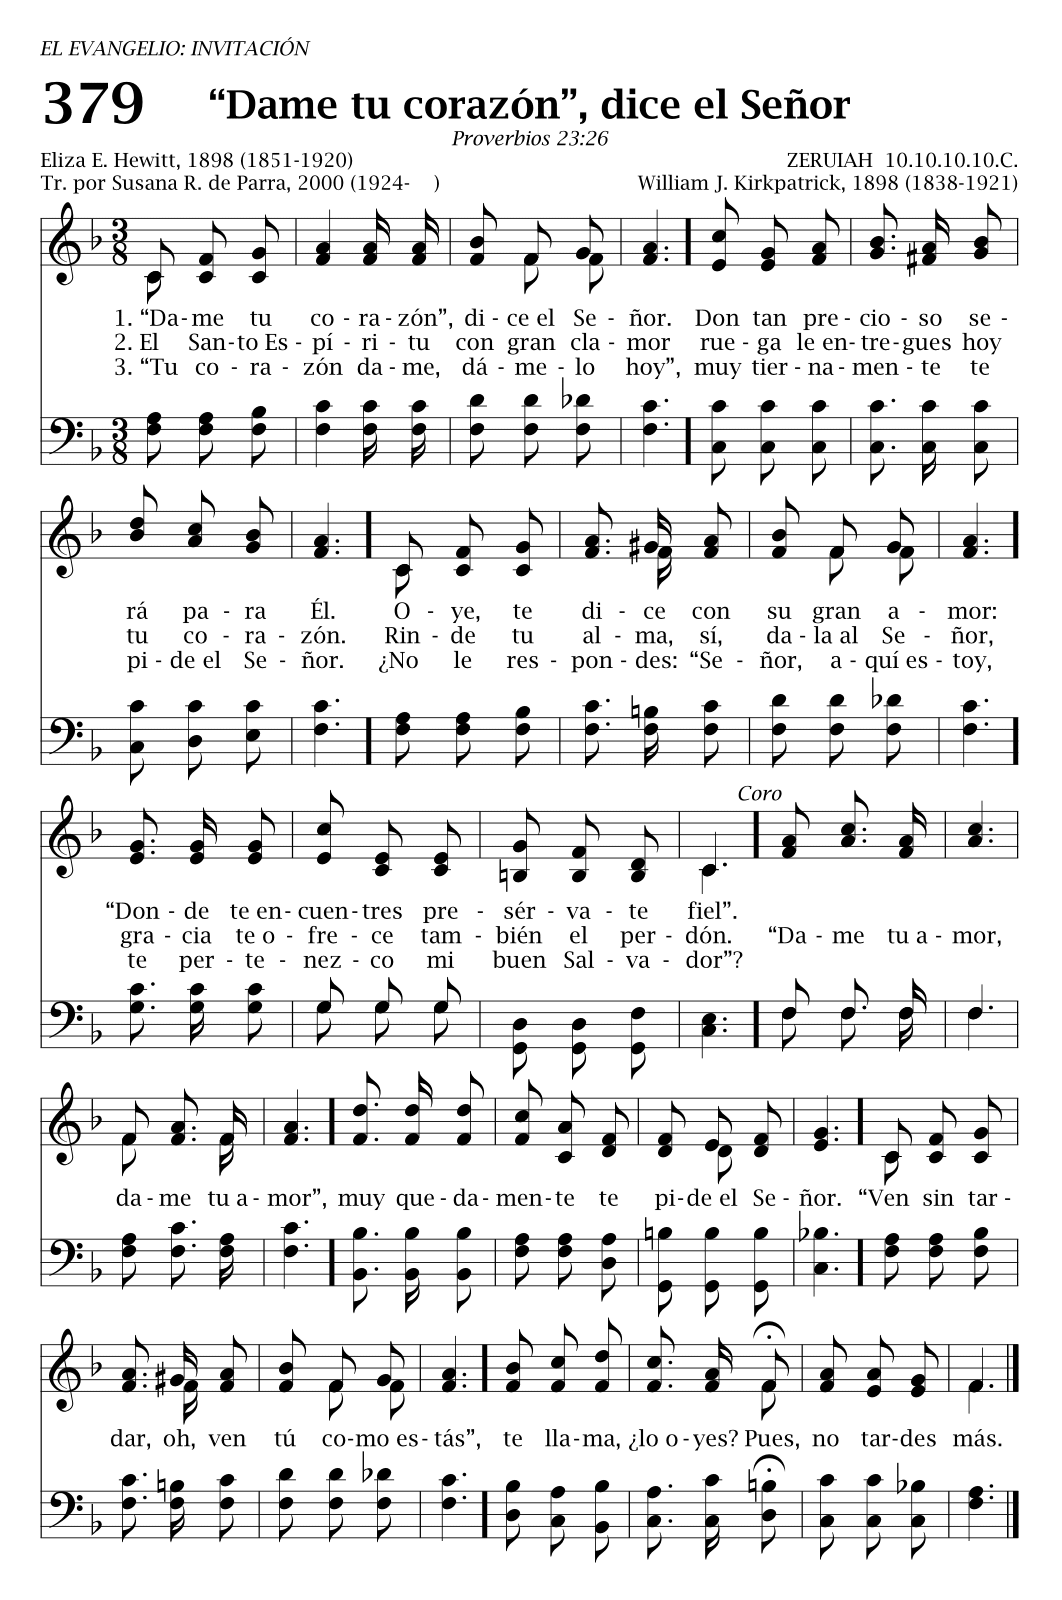 EL EVANGELIO: INVITACIÓN
379 “Dame tu corazón”, dice el Señor
Proverbios 23:26
Eliza E. Hewitt, 1898 (1851-1920) ZERUIAH 10.10.10.10.C.
Tr. por Susana R. de Parra, 2000 (1924- ) William J. Kirkpatrick, 1898 (1838-1921)
1. “Da-me tu co - ra - zón”, di - ce el Se - ñor. Don tan pre - cio - so se -
2. El San-to Es - pí - ri - tu con gran cla - mor rue - ga le en-tre-gues hoy
3. “Tu co - ra - zón da - me, dá - me - lo hoy”, muy tier - na - men - te te
rá pa - ra Él. O - ye, te di - ce con su gran a - mor:
tu co - ra - zón. Rin - de tu al - ma, sí, da - la al Se - ñor,
pi - de el Se - ñor. ¿No le res - pon - des: “Se - ñor, a - quí es - toy,
Coro
“Don - de te en-cuen-tres pre - sér - va - te fiel”.
gra - cia te o - fre - ce tam - bién el per - dón. “Da - me tu a - mor,
te per - te - nez - co mi buen Sal - va - dor”?
da - me tu a - mor”, muy que - da - men-te te pi-de el Se - ñor. “Ven sin tar -
dar, oh, ven tú co-mo es-tás”, te lla - ma, ¿lo o - yes? Pues, no tar-des más.